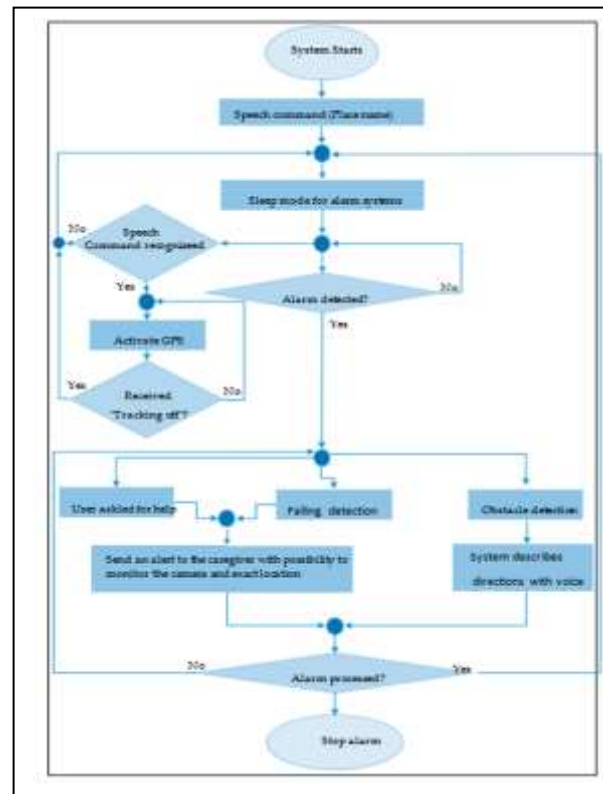 System Starts
Speech command (Place name)
Sleep mode for alarm systems
No
Speech
Command recognized
Yes
Alarm detected?
No
Yes
Activate GPS
Yes
No
Received
"Tracking off"?
User asked for help
Falling detection
Obstacle detection
Send an alert to the caregiver with possibility to
monitor the camera and exact location
System describes
directions with voice
No
Alarm processed?
Yes
Stop alarm